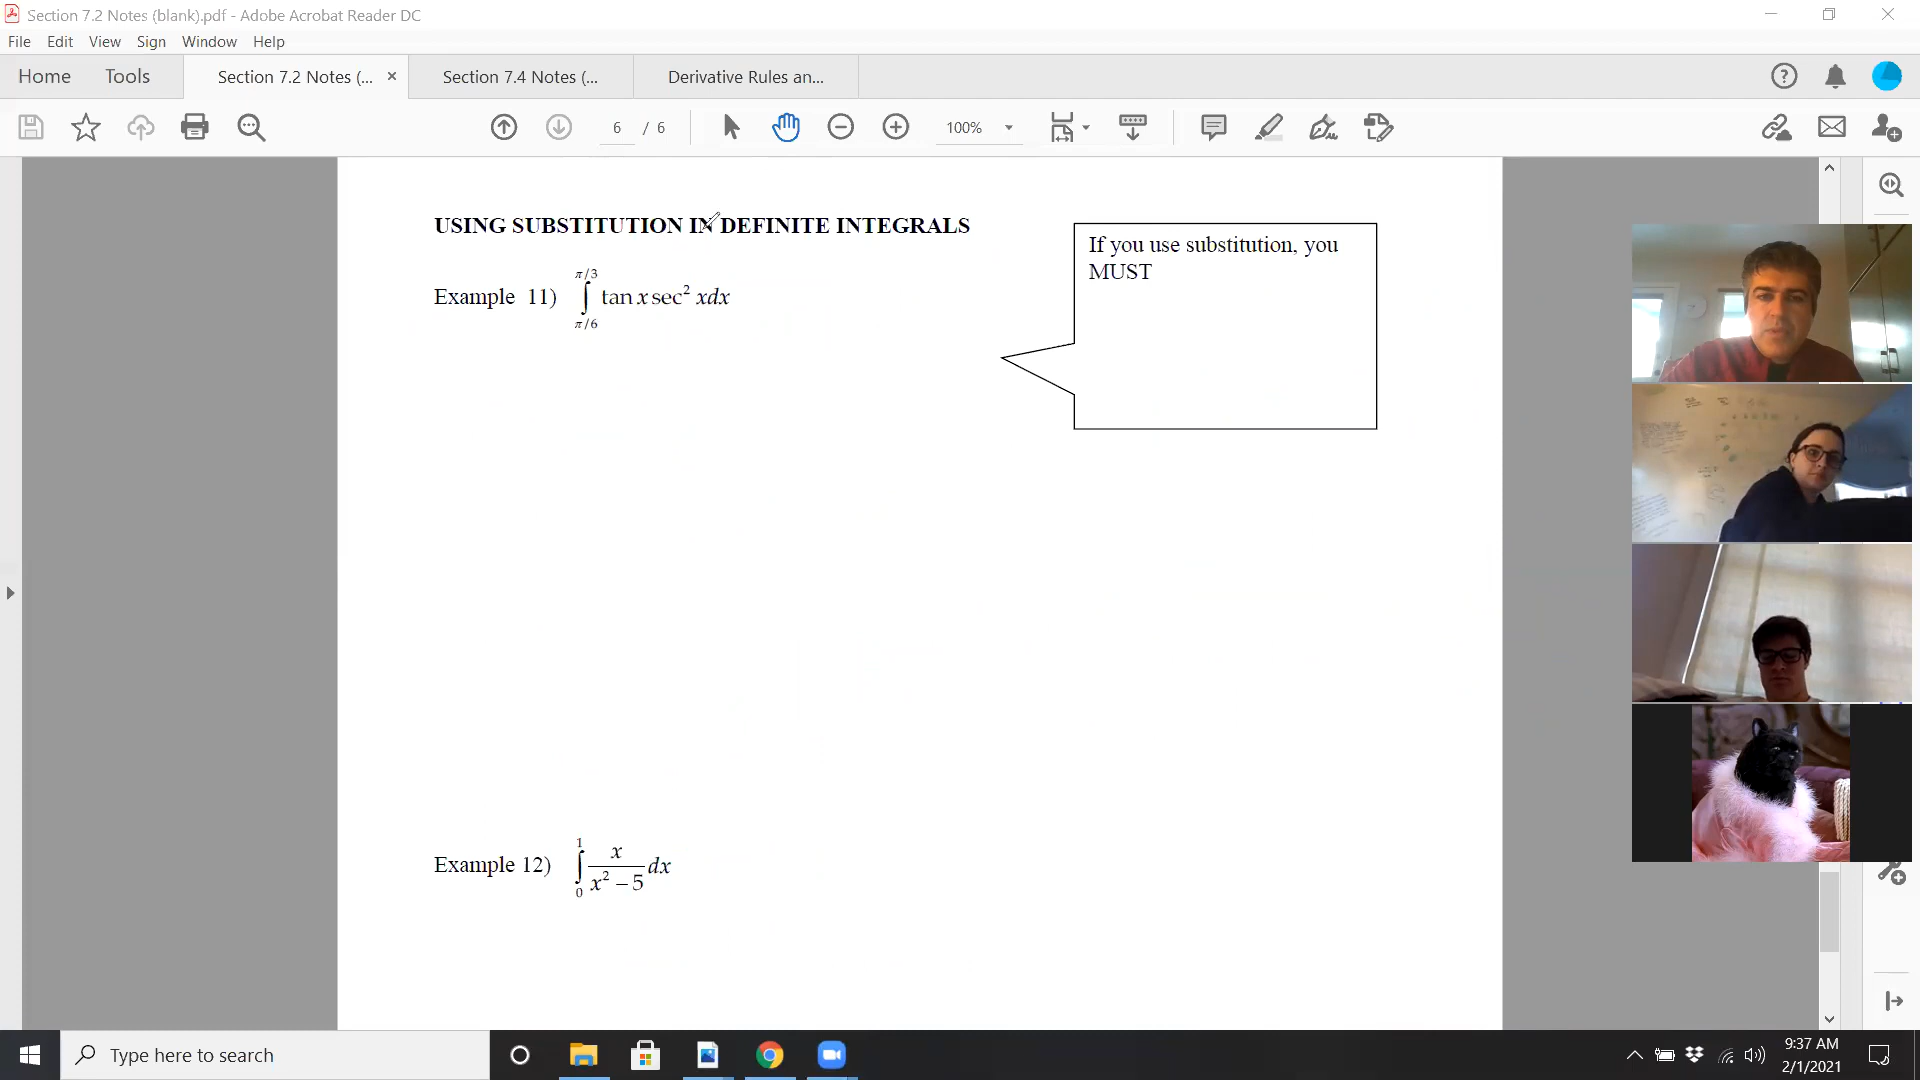 Section 7.2 Notes (blank).pdf - Adobe Acrobat Reader DC
File Edit View Sign Window Help
Home Tools Section 7.2 Notes (... × Section 7.4 Notes (... Derivative Rules an...
6 / 6 100%
USING SUBSTITUTION IN DEFINITE INTEGRALS
If you use substitution, you
MUST
Example 11) ∫_{π/6}^{π/3} tan x sec² xdx
Example 12) ∫_0^1 x/(x² – 5) dx
Type here to search
9:37 AM
2/1/2021